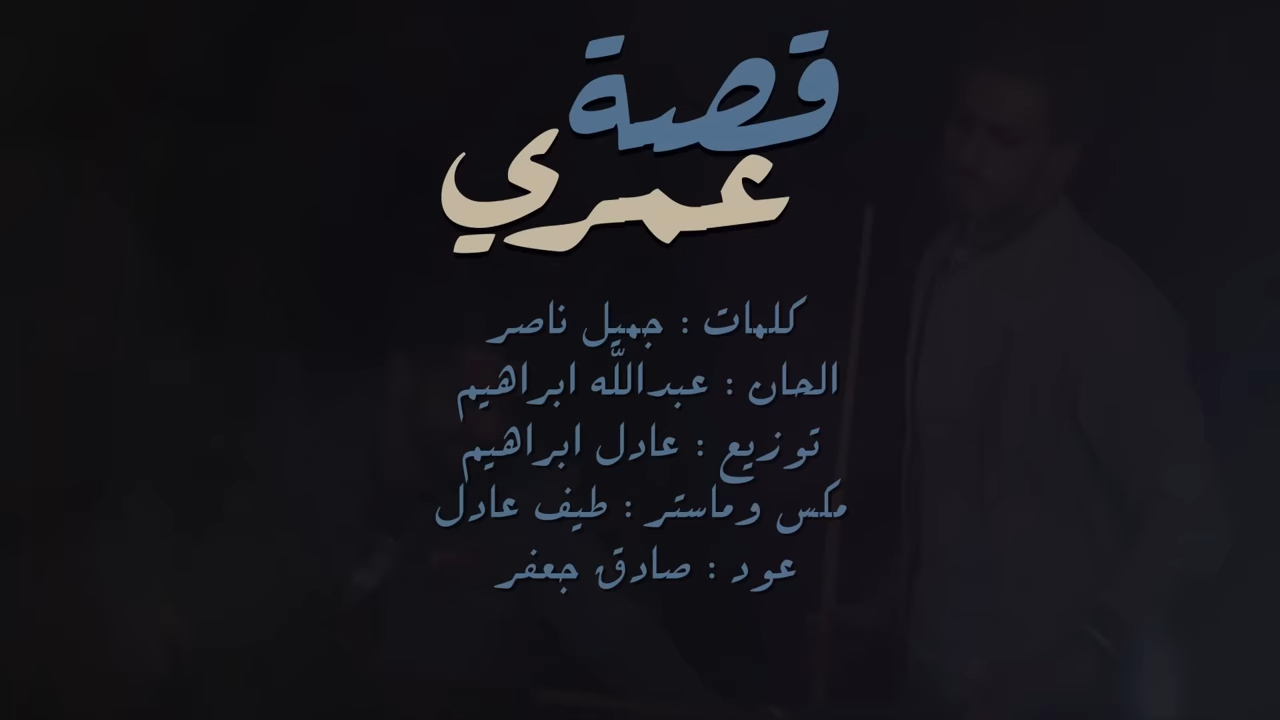 قصة
عمري
كلمات : جميل ناصر
الحان : عبدالله ابراهيم
توزيع : عادل ابراهيم
مكس وماستر : طيف عادل
عود : صادق جعفر